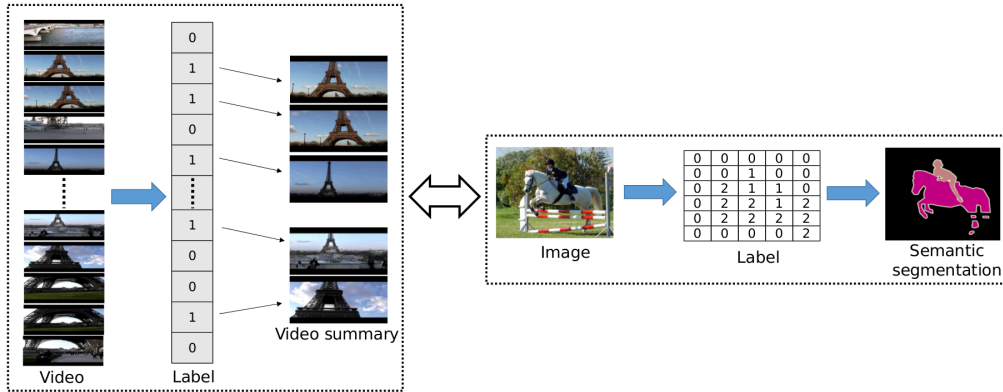 0
1
1
0
1
1
0
0
1
0
Video
Label
Video summary
Image
0 0 0 0 0
0 0 1 0 0
0 2 1 1 0
0 2 2 1 2
0 2 2 2 2
0 0 0 0 2
Label
Semantic
segmentation